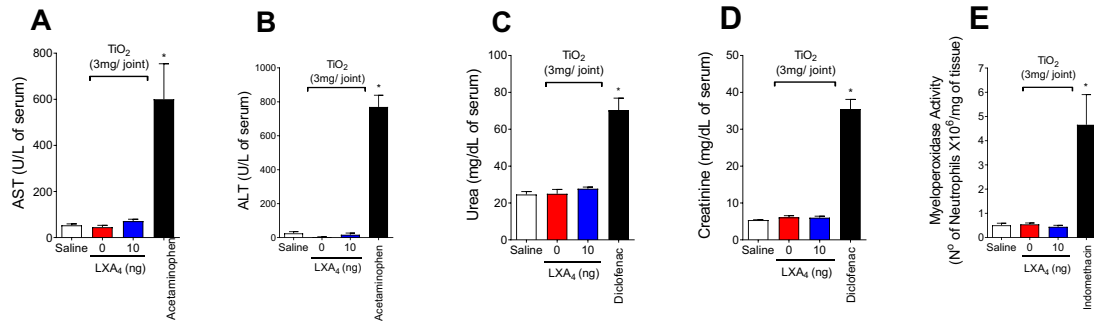 A
AST (U/L of serum)
800
600
400
200
0
TiO₂
(3mg/ joint)
*
Saline
0
10
LXA₄ (ng)
Acetaminophen
B
ALT (U/L of serum)
1000
800
600
400
200
0
TiO₂
(3mg/ joint)
*
Saline
0
10
LXA₄ (ng)
Acetaminophen
C
Urea (mg/dL of serum)
100
80
60
40
20
0
TiO₂
(3mg/ joint)
*
Saline
0
10
LXA₄ (ng)
Diclofenac
D
Creatinine (mg/dL of serum)
50
40
30
20
10
0
TiO₂
(3mg/ joint)
*
Saline
0
10
LXA₄ (ng)
Diclofenac
E
Myeloperoxidase Activity
(Nº of Neutrophils X10⁶/mg of tissue)
7
6
5
4
3
2
1
0
TiO₂
(3mg/ joint)
*
Saline
0
10
LXA₄ (ng)
Indomethacin